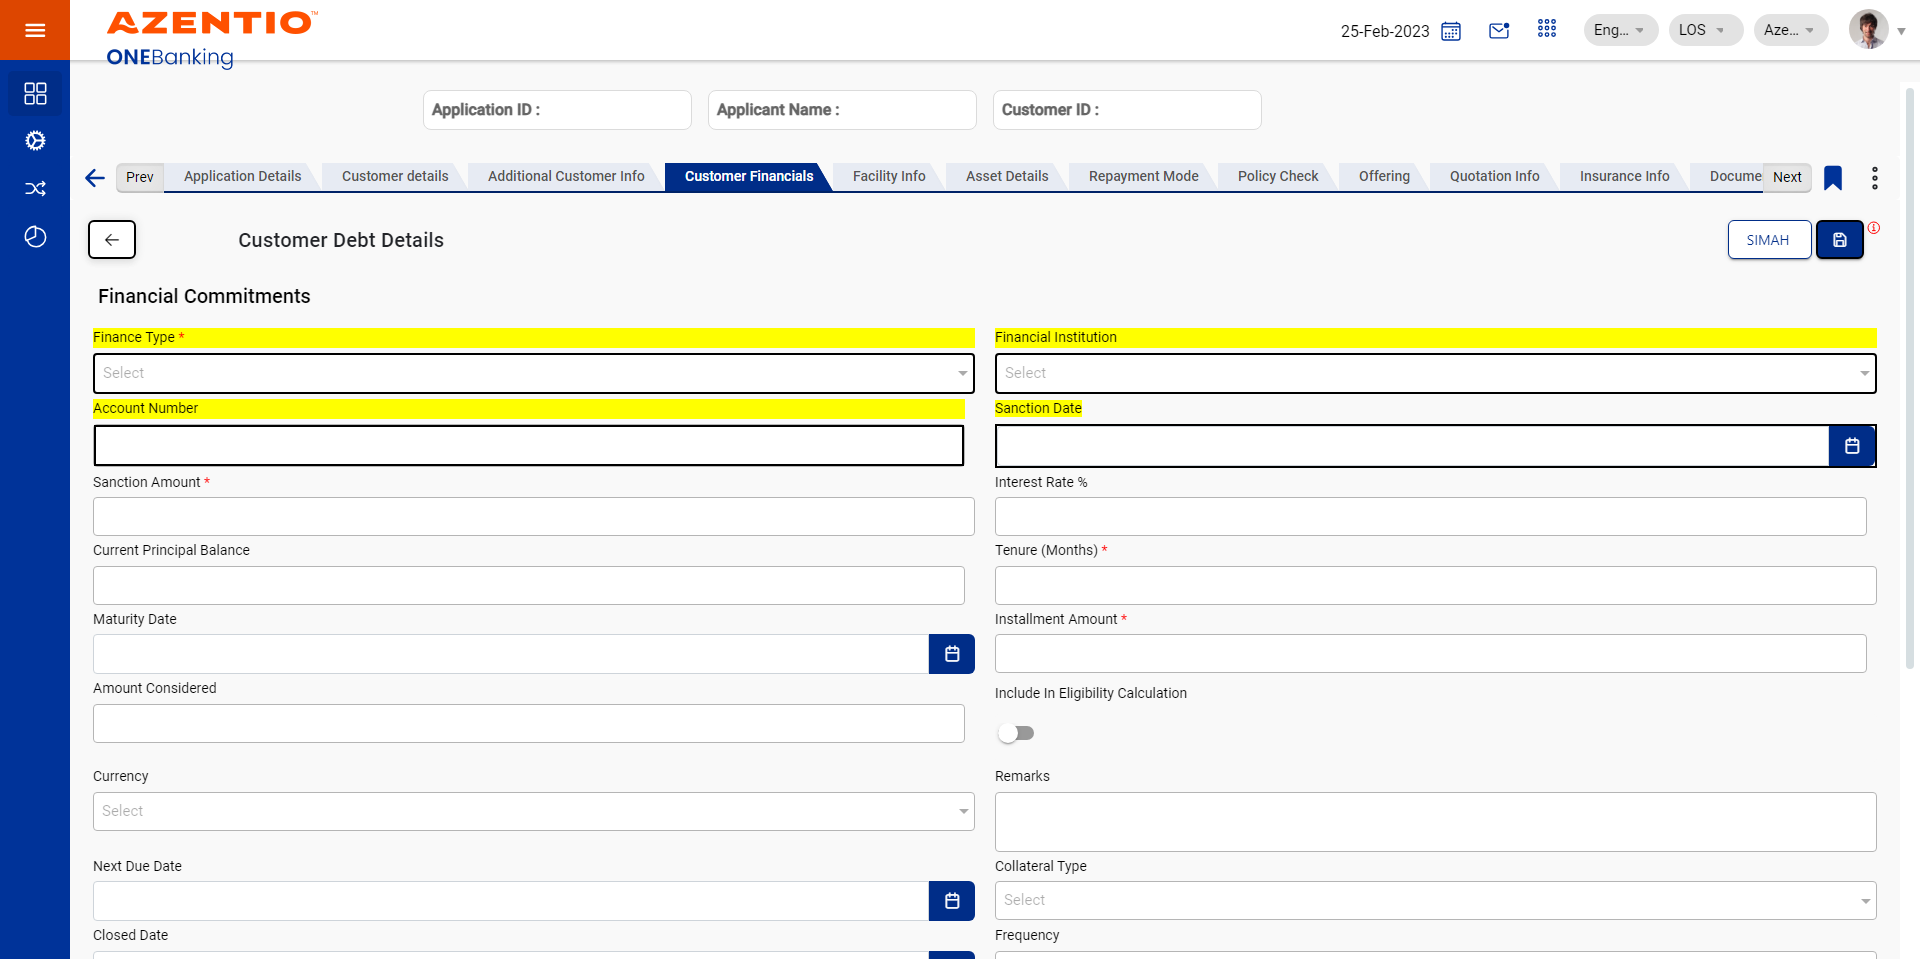 AZENTIO™
ONEBanking
25-Feb-2023
Eng...
LOS
Aze...
Application ID :
Applicant Name :
Customer ID :
Prev
Application Details
Customer details
Additional Customer Info
Customer Financials
Facility Info
Asset Details
Repayment Mode
Policy Check
Offering
Quotation Info
Insurance Info
Docume
Next
Customer Debt Details
SIMAH
Financial Commitments
Finance Type *
Financial Institution
Select
Select
Account Number
Sanction Date
Sanction Amount *
Interest Rate %
Current Principal Balance
Tenure (Months) *
Maturity Date
Installment Amount *
Amount Considered
Include In Eligibility Calculation
Currency
Remarks
Select
Next Due Date
Collateral Type
Select
Closed Date
Frequency